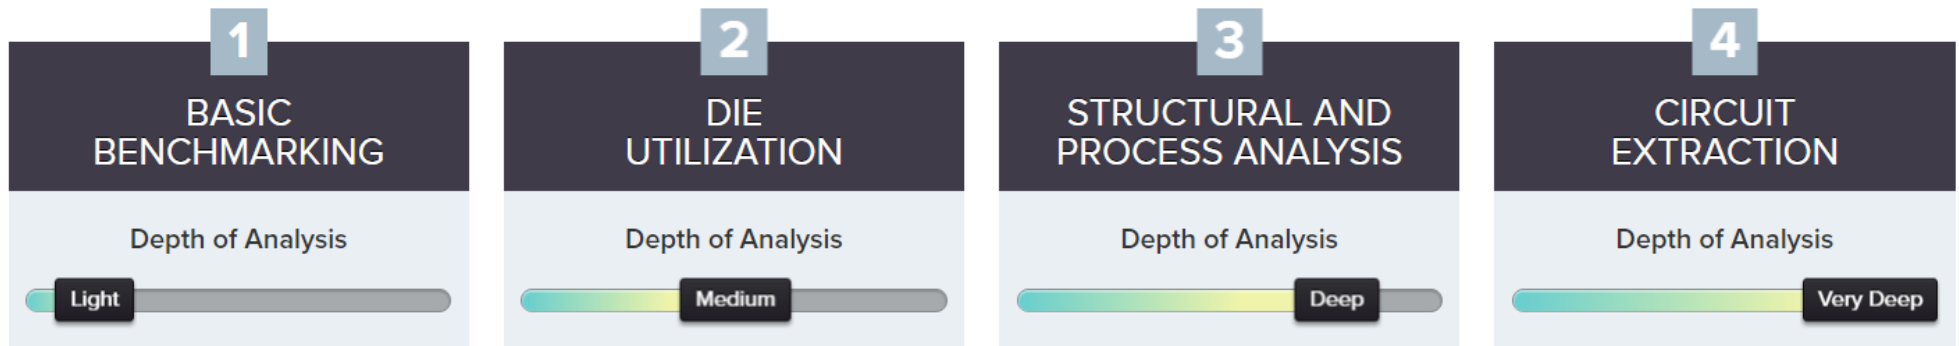 1
BASIC
BENCHMARKING
Depth of Analysis
Light
2
DIE
UTILIZATION
Depth of Analysis
Medium
3
STRUCTURAL AND
PROCESS ANALYSIS
Depth of Analysis
Deep
4
CIRCUIT
EXTRACTION
Depth of Analysis
Very Deep